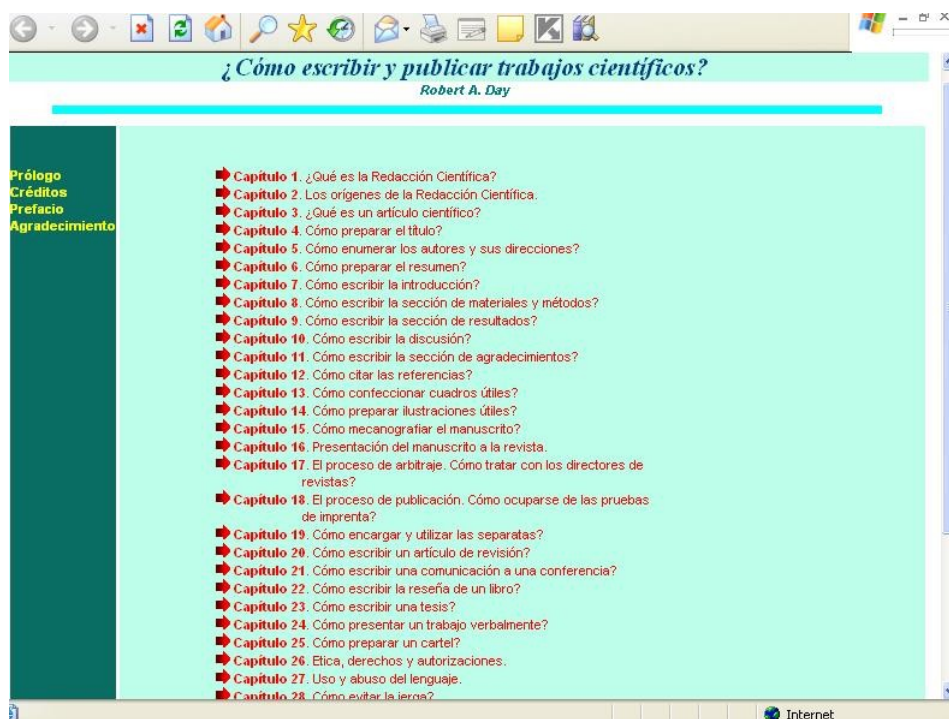 ¿Cómo escribir y publicar trabajos científicos?
Robert A. Day
Prólogo
Créditos
Prefacio
Agradecimiento
Capítulo 1. ¿Qué es la Redacción Científica?
Capítulo 2. Los orígenes de la Redacción Científica.
Capítulo 3. ¿Qué es un artículo científico?
Capítulo 4. Cómo preparar el título?
Capítulo 5. Cómo enumerar los autores y sus direcciones?
Capítulo 6. Cómo preparar el resumen?
Capítulo 7. Cómo escribir la introducción?
Capítulo 8. Cómo escribir la sección de materiales y métodos?
Capítulo 9. Cómo escribir la sección de resultados?
Capítulo 10. Cómo escribir la discusión?
Capítulo 11. Cómo escribir la sección de agradecimientos?
Capítulo 12. Cómo citar las referencias?
Capítulo 13. Cómo confeccionar cuadros útiles?
Capítulo 14. Cómo preparar ilustraciones útiles?
Capítulo 15. Cómo mecanografiar el manuscrito?
Capítulo 16. Presentación del manuscrito a la revista.
Capítulo 17. El proceso de arbitraje. Cómo tratar con los directores de
revistas?
Capítulo 18. El proceso de publicación. Cómo ocuparse de las pruebas
de imprenta?
Capítulo 19. Cómo encargar y utilizar las separatas?
Capítulo 20. Cómo escribir un artículo de revisión?
Capítulo 21. Cómo escribir una comunicación a una conferencia?
Capítulo 22. Cómo escribir la reseña de un libro?
Capítulo 23. Cómo escribir una tesis?
Capítulo 24. Cómo presentar un trabajo verbalmente?
Capítulo 25. Cómo preparar un cartel?
Capítulo 26. Etica, derechos y autorizaciones.
Capítulo 27. Uso y abuso del lenguaje.
Capítulo 28. Cómo evitar la jerga?
Internet